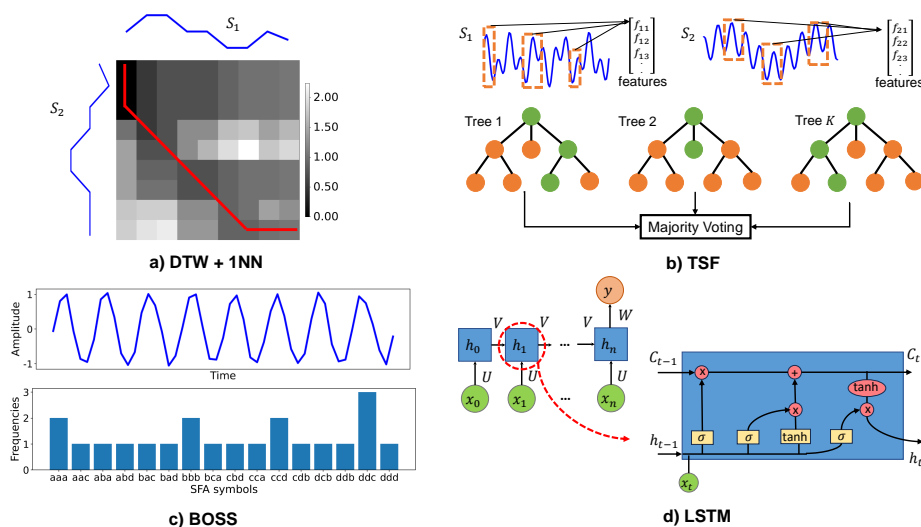 S₁
S₂
2.00
1.50
1.00
0.50
0.00
a) DTW + 1NN
S₁
f₁₁
f₁₂
f₁₃
features
S₂
f₂₁
f₂₂
f₂₃
features
Tree 1
Tree 2
Tree K
Majority Voting
b) TSF
Amplitude
1
0
-1
Time
Frequencies
3
2
1
0
aaa aac aba abd bac bad bbb bca cbd cca ccd cdb dcb ddb ddc ddd
SFA symbols
c) BOSS
y
W
V V V
h₀ h₁ ... hₙ
U U U
x₀ x₁ ... xₙ
Cₜ₋₁ x + Cₜ
tanh
x x
hₜ₋₁ σ σ tanh σ hₜ
xₜ
d) LSTM